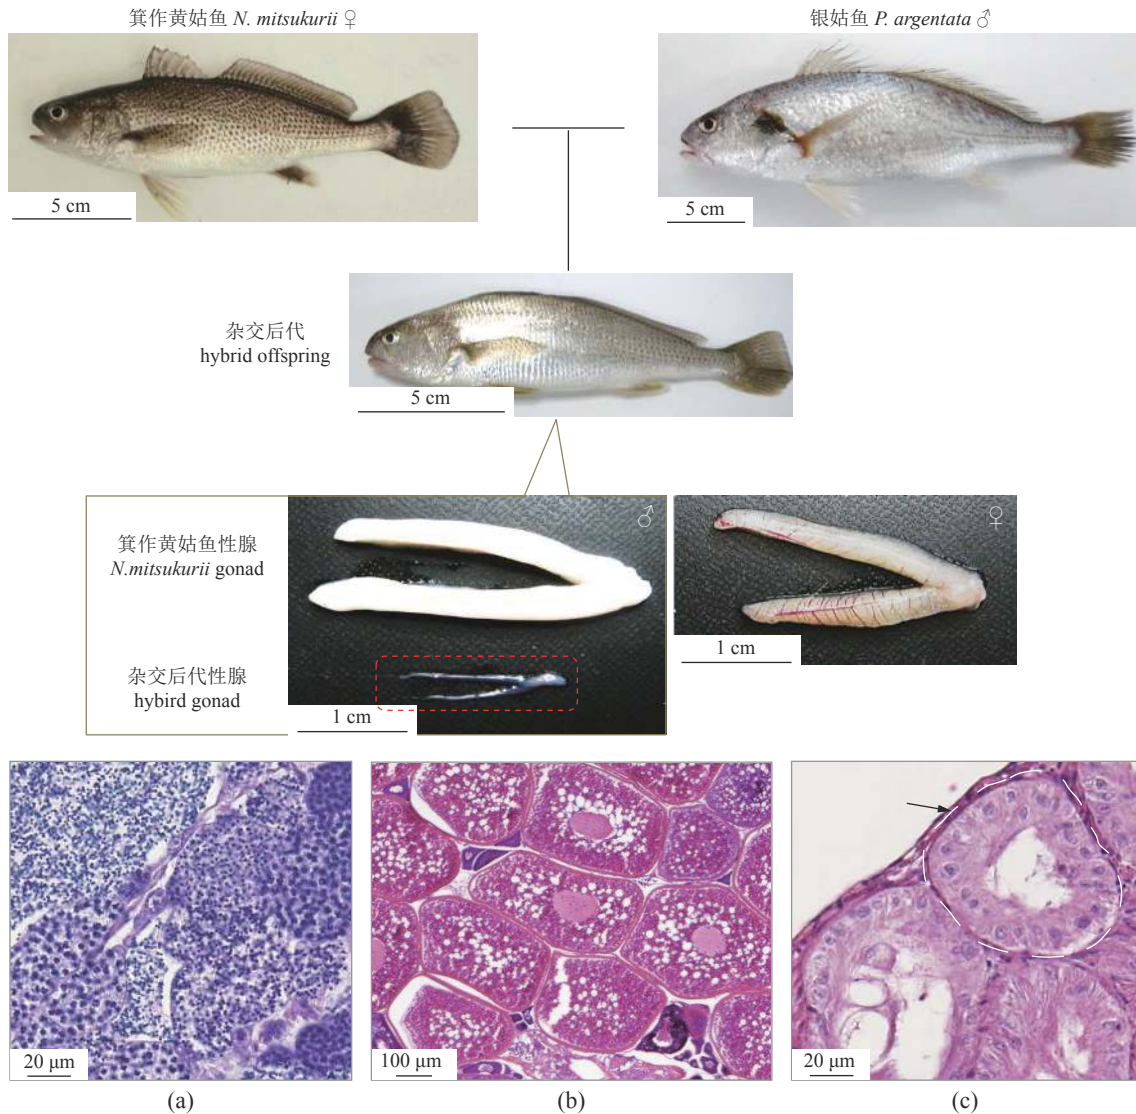 箕作黄姑鱼 N. mitsukurii ♀
银姑鱼 P. argentata ♂
5 cm
5 cm
杂交后代
hybrid offspring
5 cm
箕作黄姑鱼性腺
N.mitsukurii gonad
♂
♀
1 cm
杂交后代性腺
hybird gonad
1 cm
20 μm
100 μm
20 μm
(a)
(b)
(c)